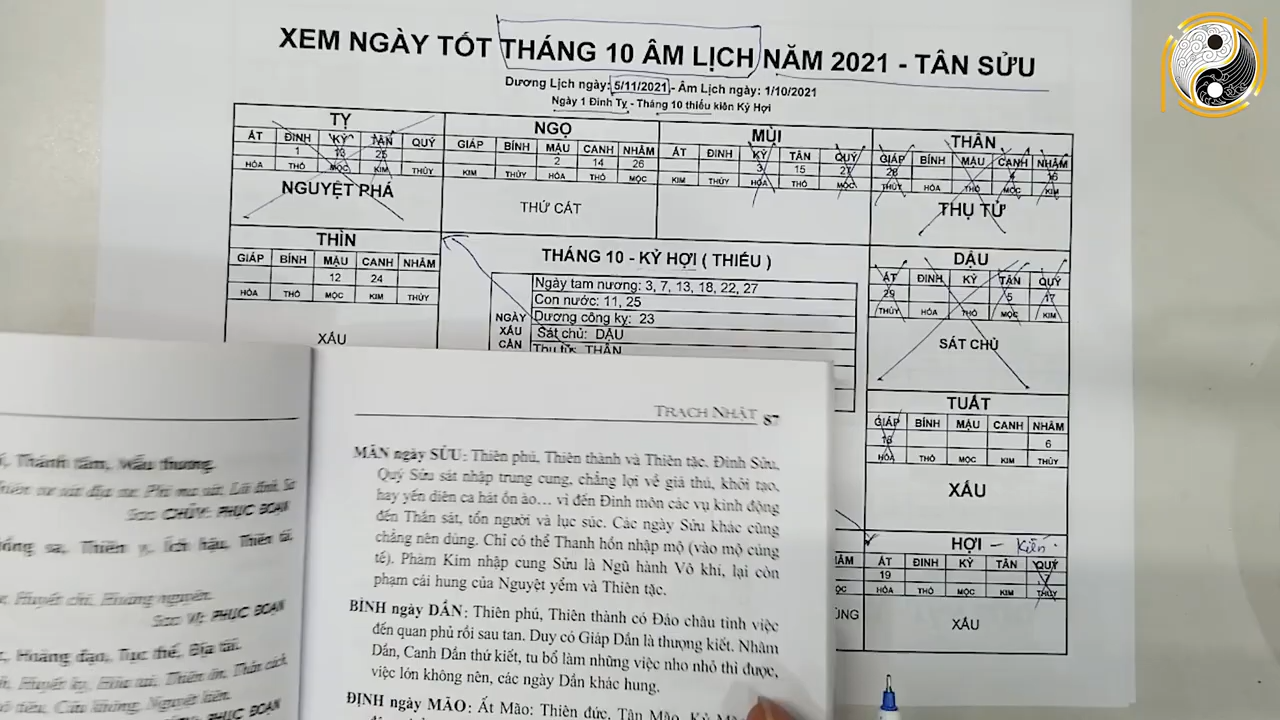 XEM NGÀY TỐT THÁNG 10 ÂM LỊCH NĂM 2021 - TÂN SỬU
Dương Lịch ngày: 5/11/2021 - Âm Lịch ngày: 1/10/2021
Ngày 1 Đinh Tỵ - Tháng 10 thiếu kiên Kỷ Hợi
TỴ
ÁT ĐINH KỶ TÂN QUÝ
1 13 25
HỎA THỔ MỘC KIM THỦY
NGUYỆT PHÁ
NGỌ
GIÁP BÍNH MẬU CANH NHÂM
2 14 26
KIM THỦY HỎA THỔ MỘC
THỨ CÁT
MÙI
ÁT ĐINH KỶ TÂN QUÝ
3 15 27
KIM THỦY HỎA THỔ MỘC
THÂN
GIÁP BÍNH MẬU CANH NHÂM
28 4 16
THỦY HỎA THỔ MỘC KIM
THỤ TỬ
THÌN
GIÁP BÍNH MẬU CANH NHÂM
12 24
HỎA THỔ MỘC KIM THỦY
XẤU
THÁNG 10 - KỶ HỢI ( THIẾU )
NGÀY XẤU CẦN
Ngày tam nương: 3, 7, 13, 18, 22, 27
Con nước: 11, 25
Dương công kỵ: 23
Sát chủ: DẬU
Thụ tử: THÂN
DẬU
ÁT ĐINH KỶ TÂN QUÝ
29 5 17
THỦY HỎA THỔ MỘC KIM
SÁT CHỦ
TUẤT
GIÁP BÍNH MẬU CANH NHÂM
18 6
HỎA THỔ MỘC KIM THỦY
XẤU
HỢI - Kiến
ÁT ĐINH KỶ TÂN QUÝ
19 7
HỎA THỔ MỘC KIM THỦY
XẤU
TRẠCH NHẬT 87
MÃN ngày SỬU: Thiên phú, Thiên thành và Thiên tặc. Đinh Sửu,
Quý Sửu sát nhập trung cung, chẳng lợi về giá thú, khởi tạo,
hay yến diên ca hát ồn ào... vì đến Đinh môn các vụ kinh động
đến Thần sát, tổn người và lục súc. Các ngày Sửu khác cũng
chẳng nên dùng. Chỉ có thể Thanh hồn nhập mộ (vào mộ cúng
tế). Phàm Kim nhập cung Sửu là Ngũ hành Vô khí, lại còn
phạm cái hung của Nguyệt yểm và Thiên tặc.
BÌNH ngày DẦN: Thiên phú, Thiên thành có Đáo châu tinh việc
đến quan phủ rồi sau tan. Duy có Giáp Dần là thượng kiết. Nhâm
Dần, Canh Dần thứ kiết, tu bổ làm những việc nho nhỏ thì được,
việc lớn không nên, các ngày Dần khác hung.
ĐỊNH ngày MÃO: Ất Mão: Thiên đức, Tân Mão, Kỷ